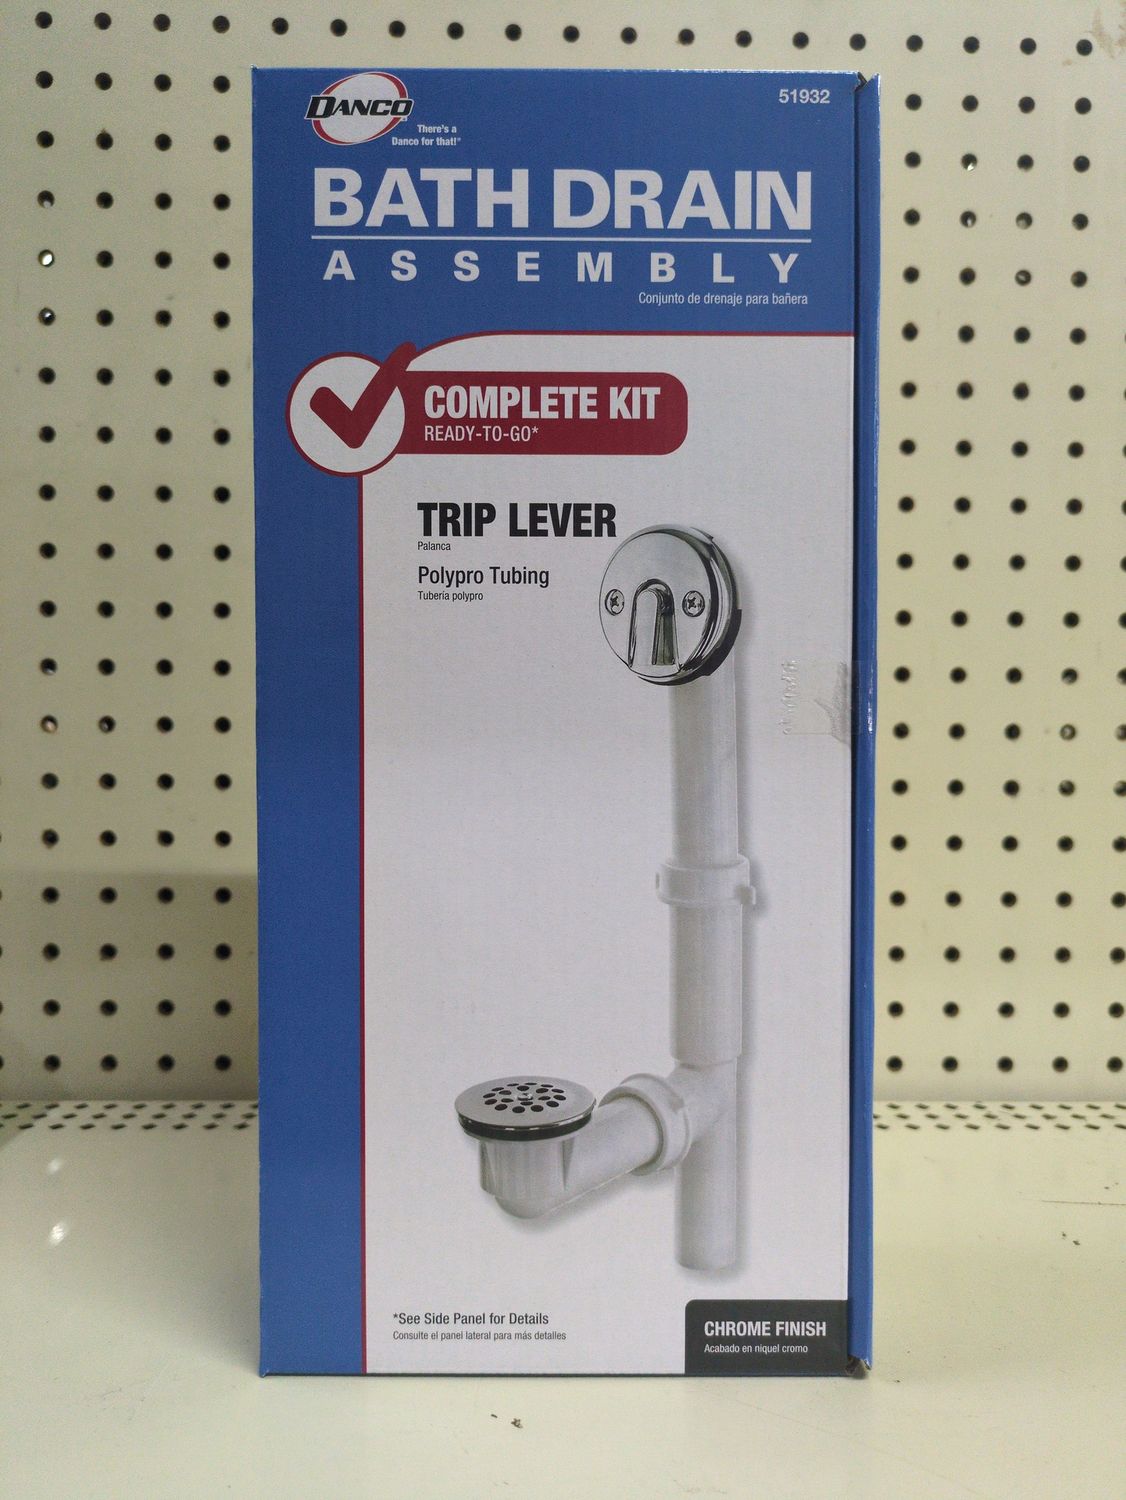 DANCO
51932
There's a
Danco for that!®
BATH DRAIN
ASSEMBLY
Conjunto de drenaje para bañera
COMPLETE KIT
READY-TO-GO*
TRIP LEVER
Palanca
Polypro Tubing
Tubería polypro
*See Side Panel for Details
Consulte el panel lateral para más detalles
CHROME FINISH
Acabado en niquel cromo